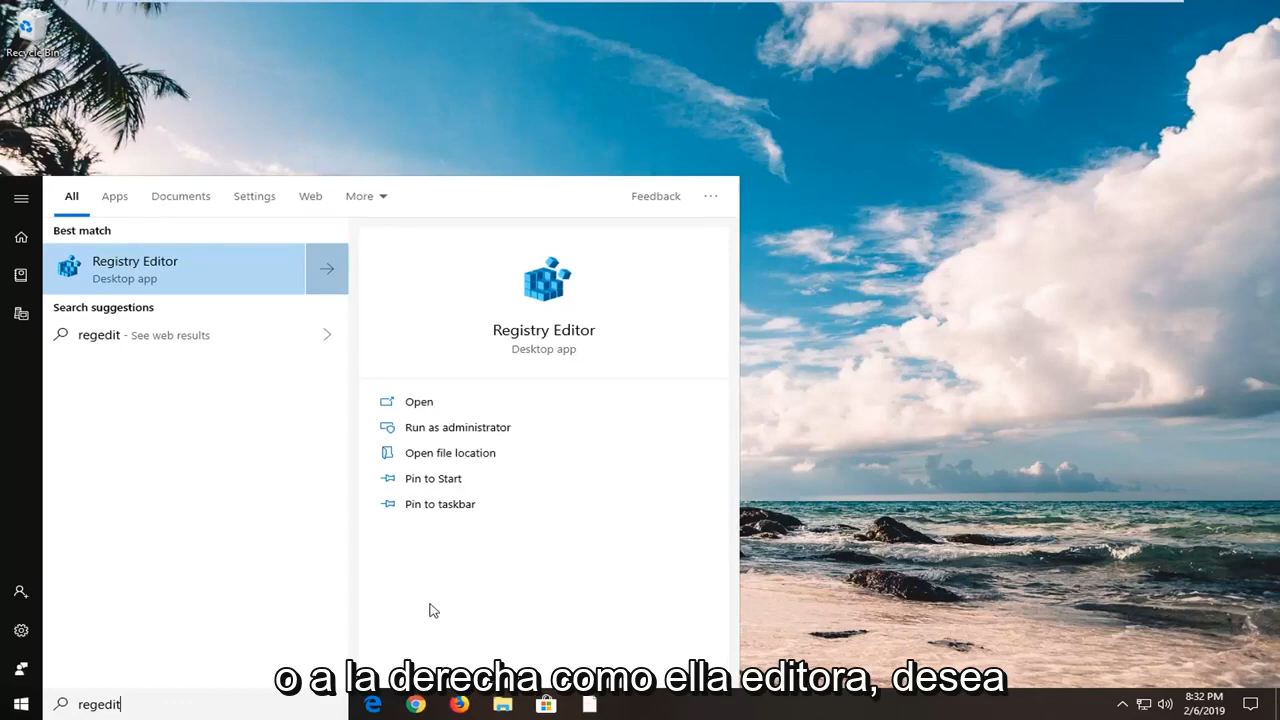 Recycle Bin
All Apps Documents Settings Web More Feedback ...
Best match
Registry Editor
Desktop app
Search suggestions
regedit - See web results
Registry Editor
Desktop app
Open
Run as administrator
Open file location
Pin to Start
Pin to taskbar
o a la derecha como ella editora, desea
regedit
8:32 PM
2/6/2019